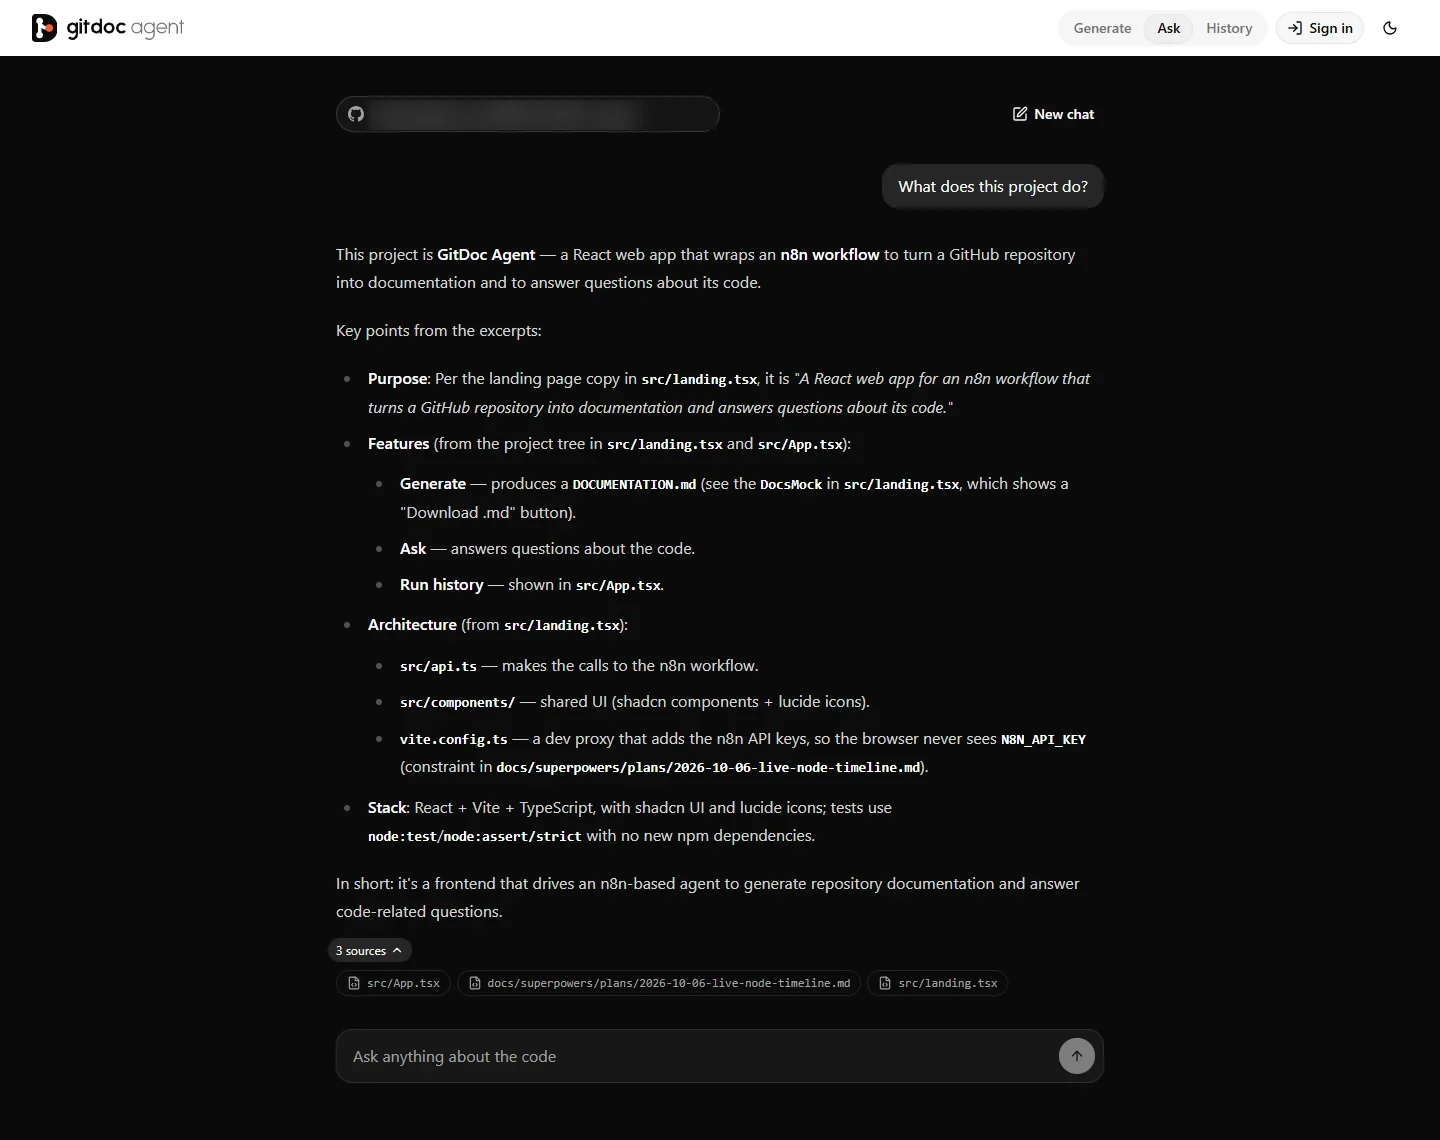 gitdoc agent
Generate
Ask
History
Sign in
New chat
What does this project do?
This project is GitDoc Agent — a React web app that wraps an n8n workflow to turn a GitHub repository
into documentation and to answer questions about its code.
Key points from the excerpts:
Purpose: Per the landing page copy in src/landing.tsx, it is "A React web app for an n8n workflow that
turns a GitHub repository into documentation and answers questions about its code."
Features (from the project tree in src/landing.tsx and src/App.tsx):
Generate — produces a DOCUMENTATION.md (see the DocsMock in src/landing.tsx, which shows a
"Download .md" button).
Ask — answers questions about the code.
Run history — shown in src/App.tsx.
Architecture (from src/landing.tsx):
src/api.ts — makes the calls to the n8n workflow.
src/components/ — shared UI (shadcn components + lucide icons).
vite.config.ts — a dev proxy that adds the n8n API keys, so the browser never sees N8N_API_KEY
(constraint in docs/superpowers/plans/2026-10-06-live-node-timeline.md).
Stack: React + Vite + TypeScript, with shadcn UI and lucide icons; tests use
node:test/node:assert/strict with no new npm dependencies.
In short: it's a frontend that drives an n8n-based agent to generate repository documentation and answer
code-related questions.
3 sources
src/App.tsx
docs/superpowers/plans/2026-10-06-live-node-timeline.md
src/landing.tsx
Ask anything about the code